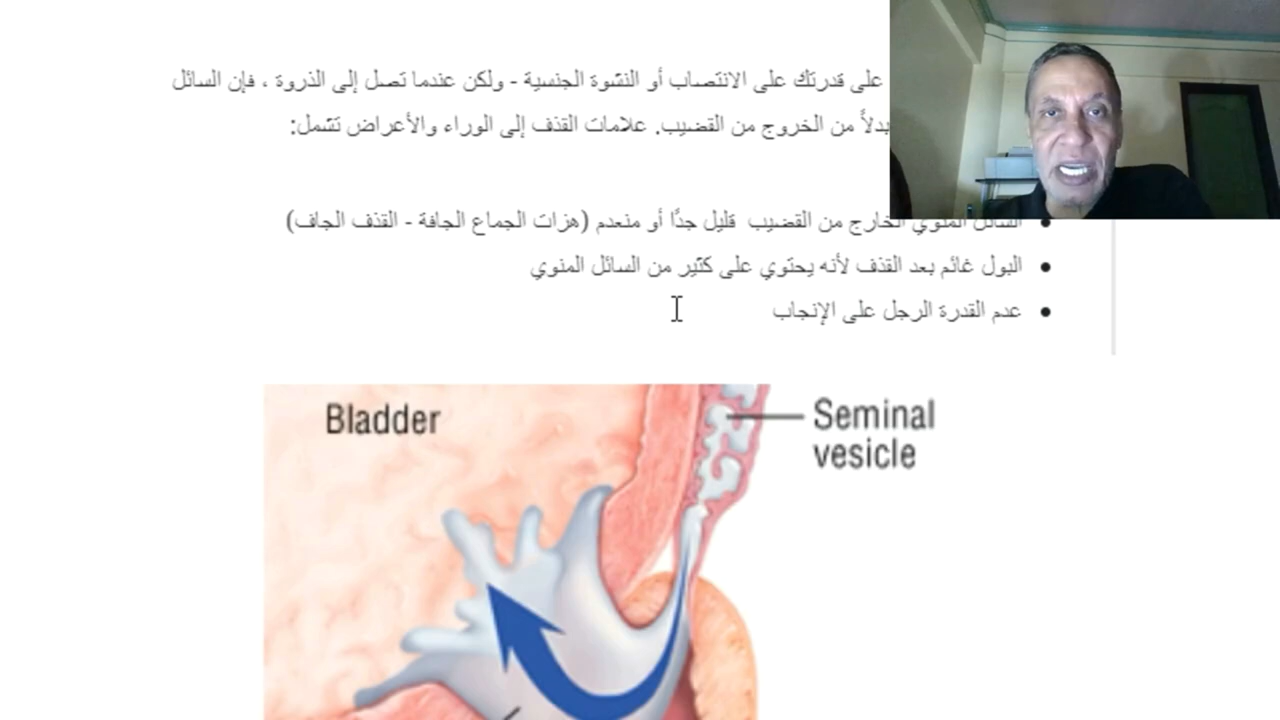 على قدرتك على الانتصاب أو النشوة الجنسية - ولكن عندما تصل إلى الذروة ، فإن السائل
بدلاً من الخروج من القضيب. علامات القذف إلى الوراء والأعراض تشمل:
السائل المنوي الخارج من القضيب قليل جدًا أو منعدم (هزات الجماع الجافة - القذف الجاف)
البول غائم بعد القذف لأنه يحتوي على كثير من السائل المنوي
عدم القدرة الرجل على الإنجاب
Bladder
Seminal
vesicle